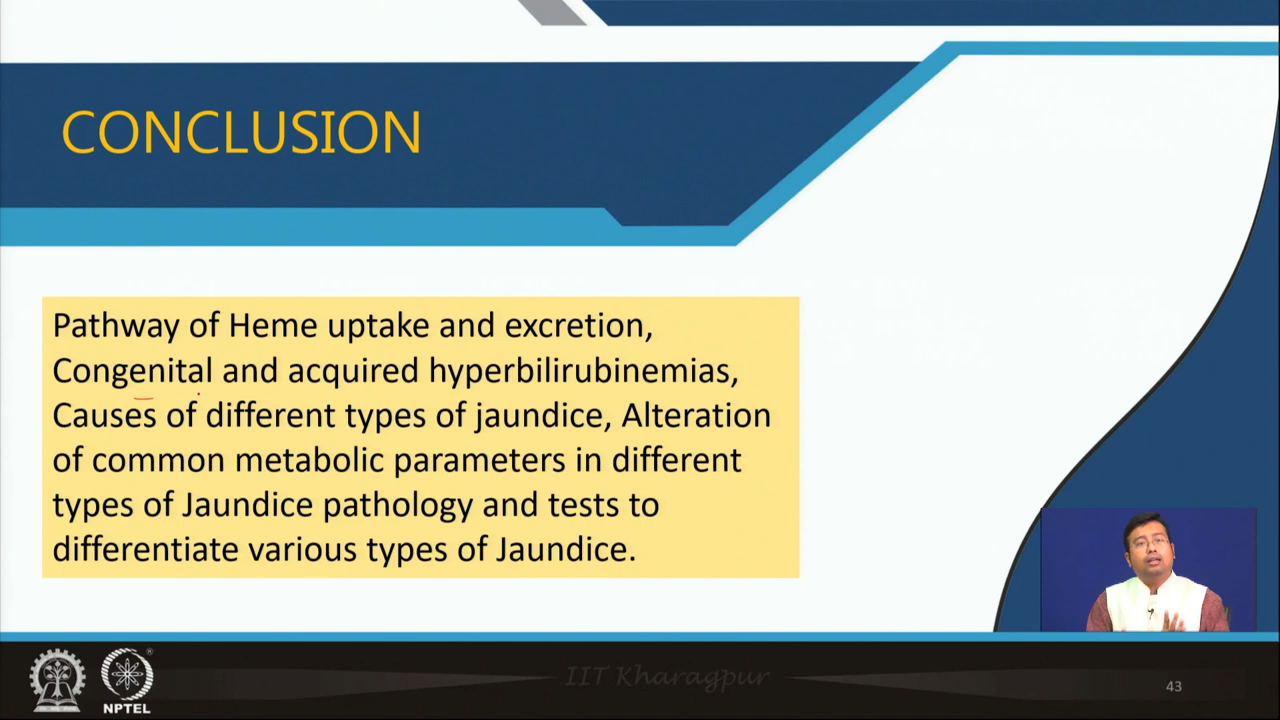 CONCLUSION
Pathway of Heme uptake and excretion,
Congenital and acquired hyperbilirubinemias,
Causes of different types of jaundice, Alteration
of common metabolic parameters in different
types of Jaundice pathology and tests to
differentiate various types of Jaundice.
IIT Kharagpur
NPTEL
43